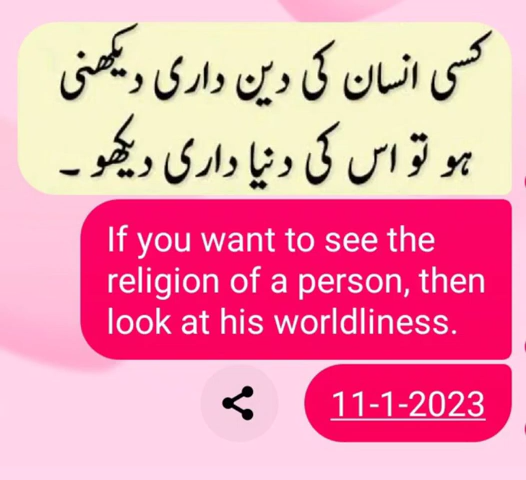 کسی انسان کی دین داری دیکھنی
ہو تو اس کی دنیا داری دیکھو ۔
If you want to see the
religion of a person, then
look at his worldliness.
11-1-2023